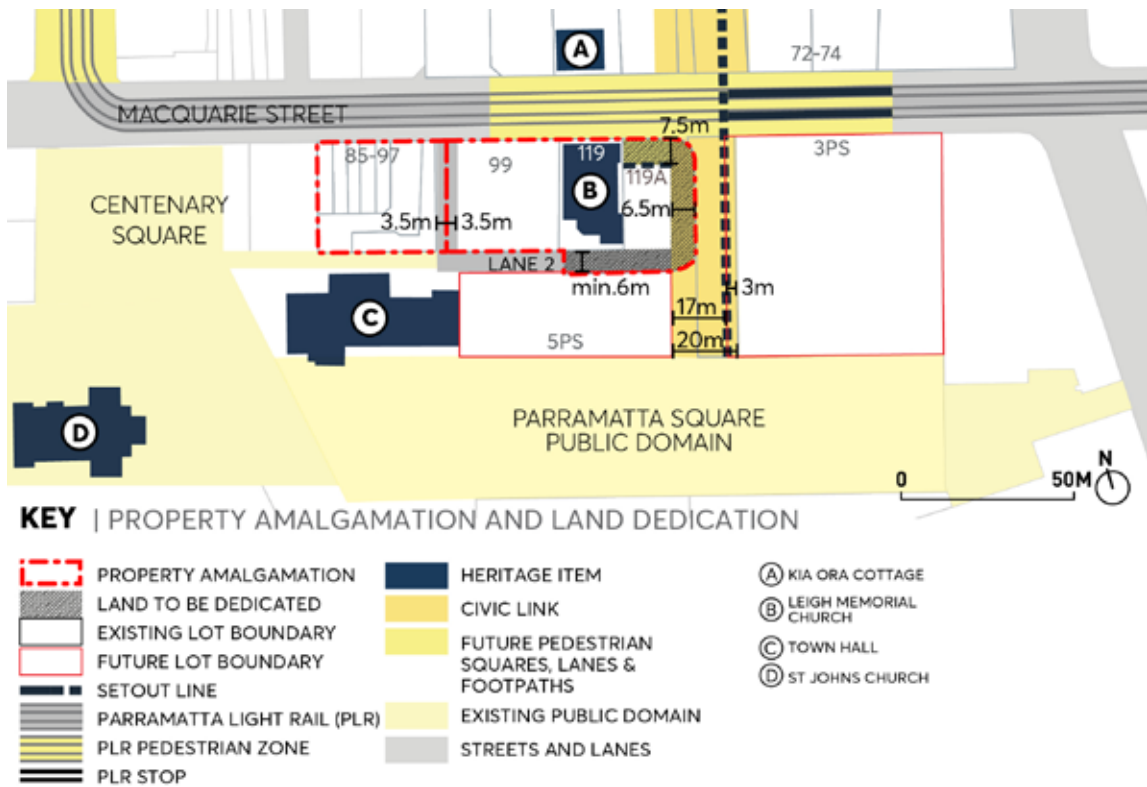 A
72-74
MACQUARIE STREET
7.5m
85-97
99
119
3PS
119A
B
CENTENARY
SQUARE
6.5m
3.5m
3.5m
LANE 2
min.6m
3m
17m
C
5PS
20m
D
PARRAMATTA SQUARE
PUBLIC DOMAIN
0
50M
N
KEY | PROPERTY AMALGAMATION AND LAND DEDICATION
PROPERTY AMALGAMATION
LAND TO BE DEDICATED
EXISTING LOT BOUNDARY
FUTURE LOT BOUNDARY
SETOUT LINE
PARRAMATTA LIGHT RAIL (PLR)
PLR PEDESTRIAN ZONE
PLR STOP
HERITAGE ITEM
CIVIC LINK
FUTURE PEDESTRIAN
SQUARES, LANES &
FOOTPATHS
EXISTING PUBLIC DOMAIN
STREETS AND LANES
A KIA ORA COTTAGE
B LEIGH MEMORIAL
CHURCH
C TOWN HALL
D ST JOHNS CHURCH